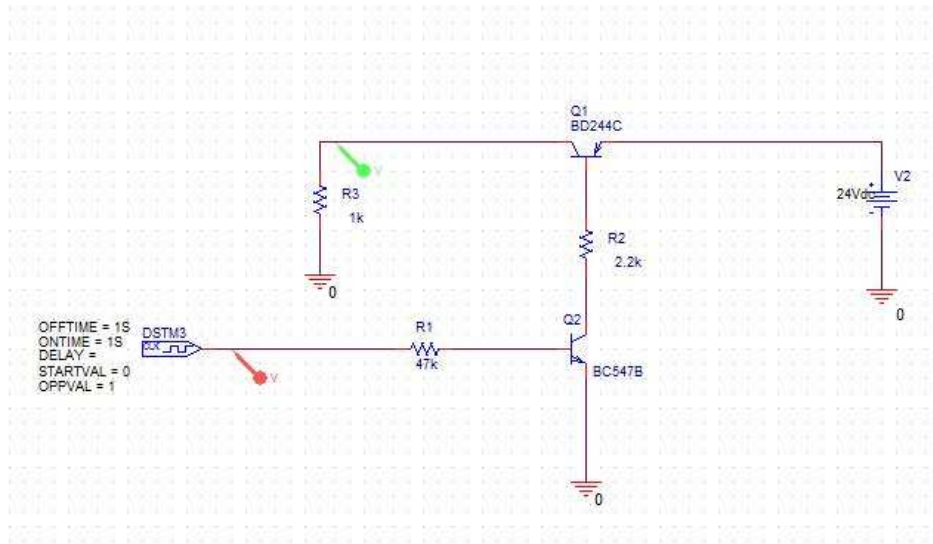 Q1
BD244C
V2
24Vdc
R3
1k
R2
2.2k
0
0
Q2
OFFTIME = 1S
ONTIME = 1S
DELAY =
STARTVAL = 0
OPPVAL = 1
DSTM3
CLK
R1
47k
BC547B
V
V
0